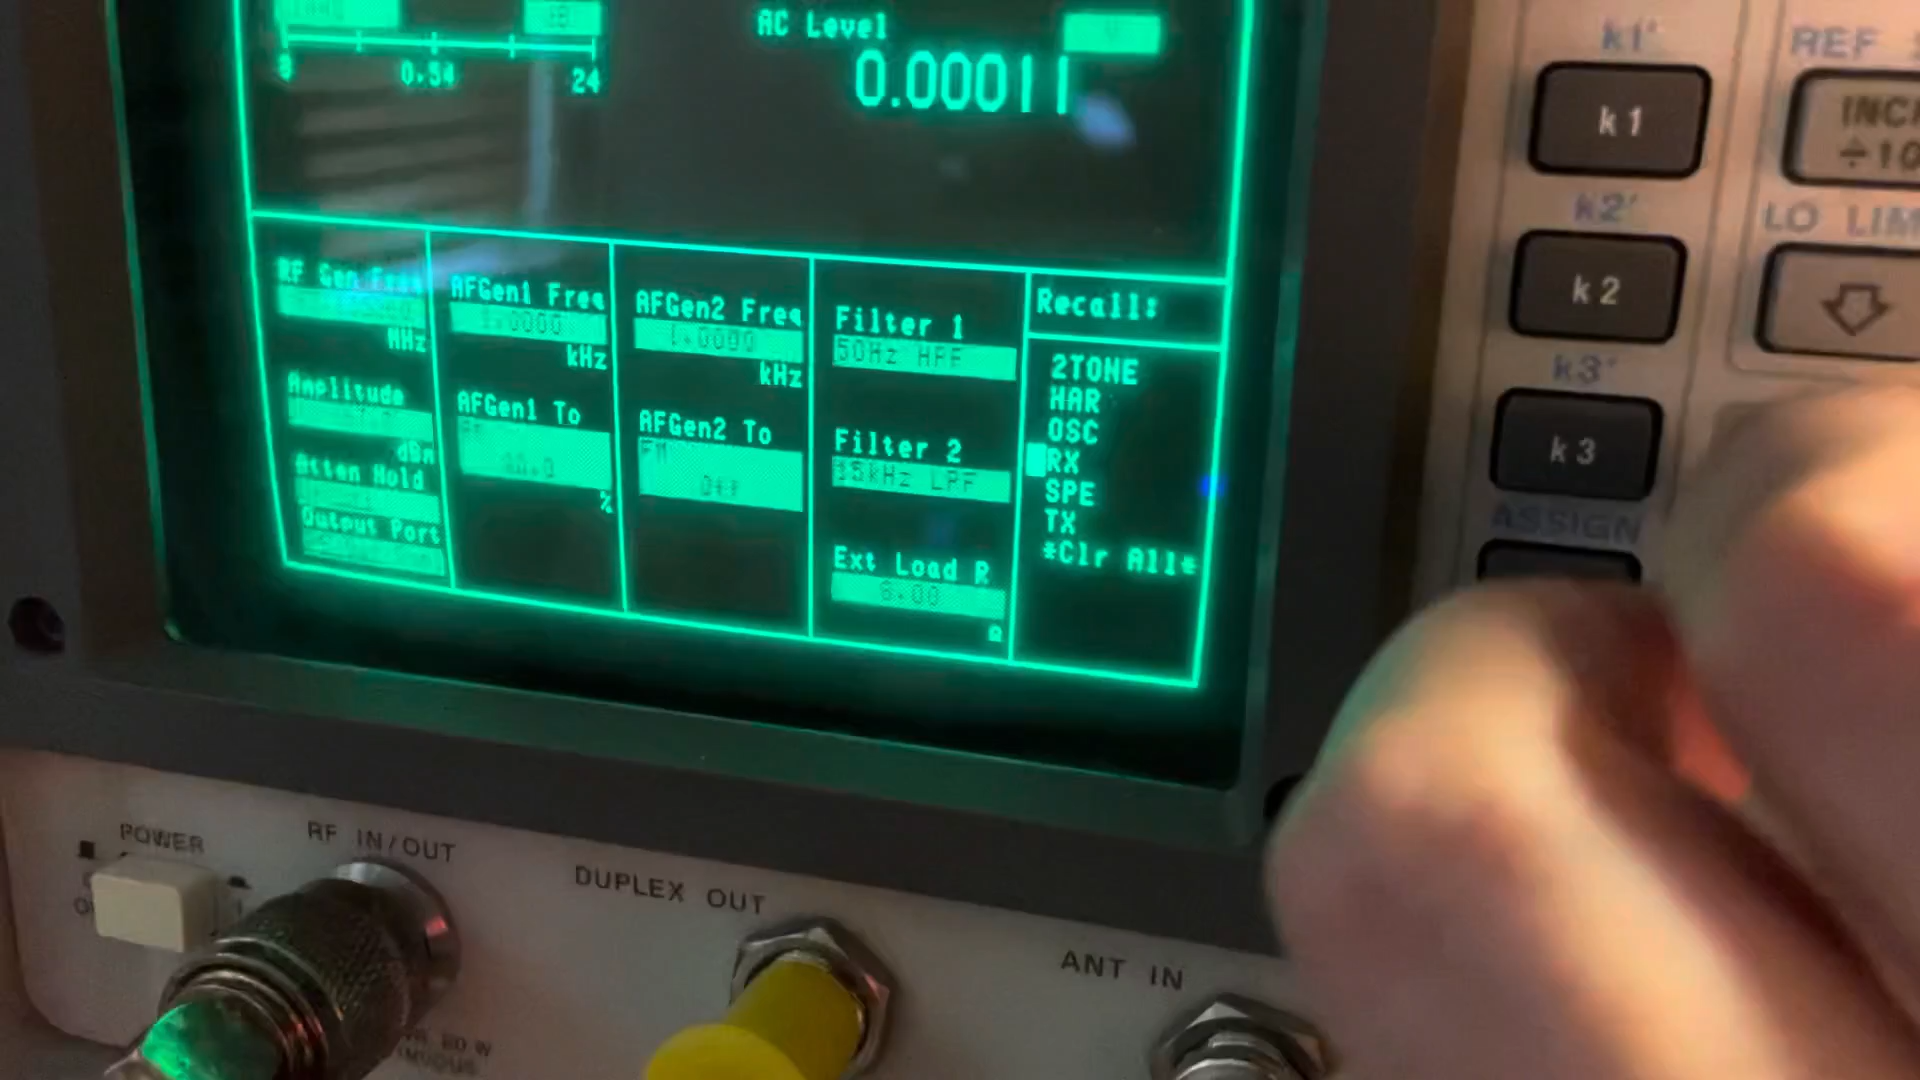 AC Level
0.00011
0.54
24
RF Gen Freq
MHz
Amplitude
dBm
Atten Hold
Output Port
AFGen1 Freq
1.0000
kHz
AFGen1 To
%
AFGen2 Freq
1.0000
kHz
AFGen2 To
FM
Off
Filter 1
50Hz HPF
Filter 2
15kHz LPF
Ext Load R
8.00
Ω
Recall:
2TONE
HAR
OSC
RX
SPE
TX
*Clr All*
k1'
k1
k2'
k2
k3'
k3
ASSIGN
REF
INCR
÷10
LO LIM
POWER
RF IN/OUT
DUPLEX OUT
ANT IN